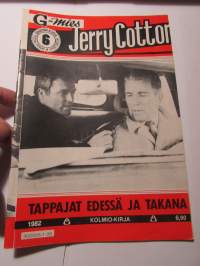 G-mies
Jerry Cotton
6
TAPPAJAT EDESSÄ JA TAKANA
1982
KOLMIO-KIRJA
6,90